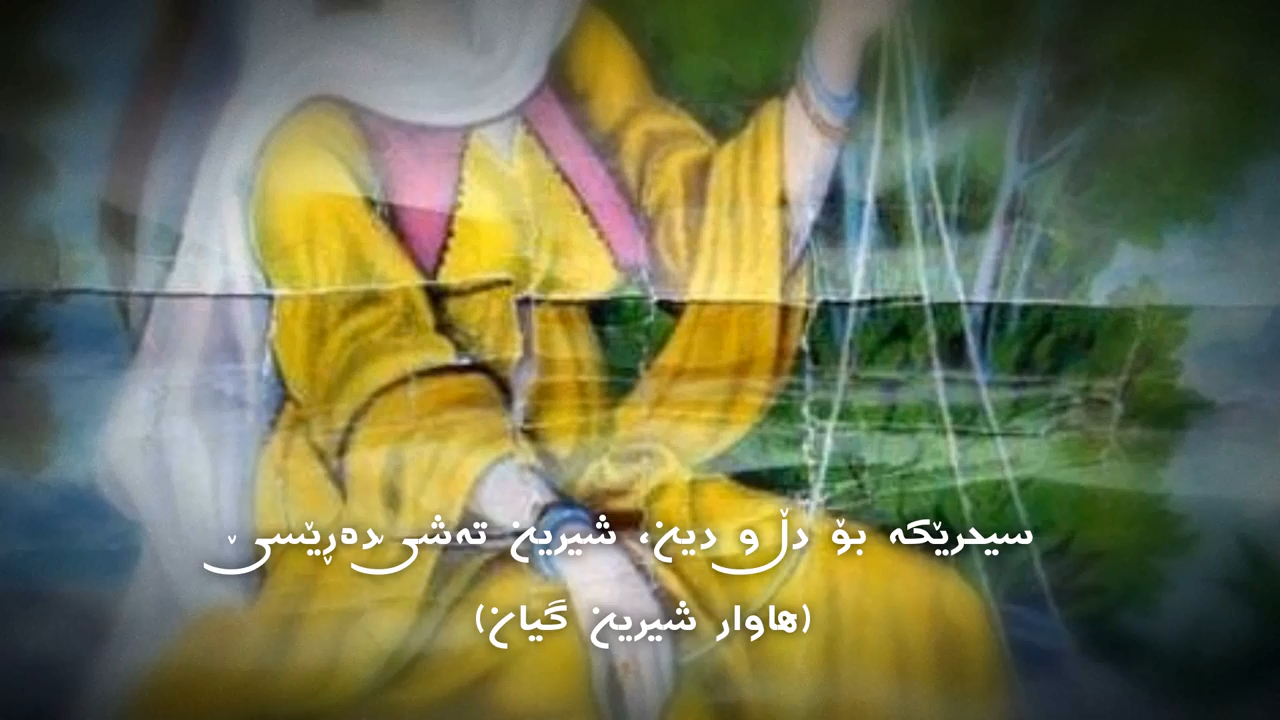 سیحرێکە بۆ دڵ و دین، شیرین تەشی دەڕێسێ
(هاوار شیرین گیان)